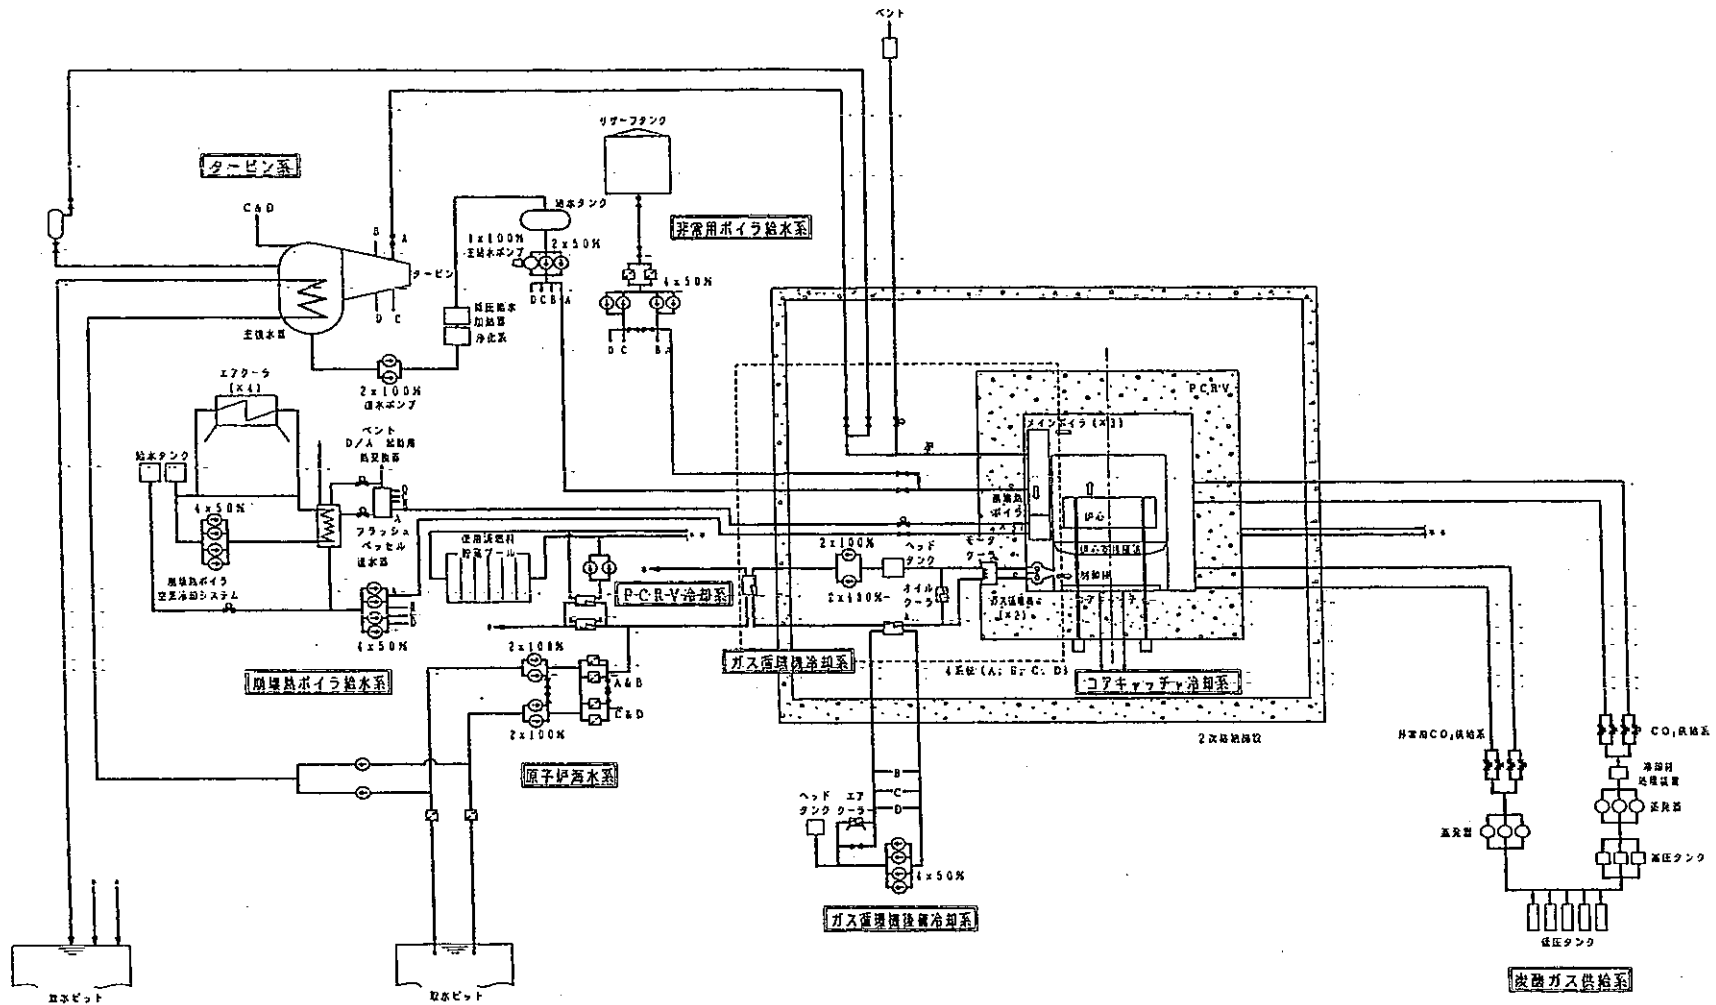 ベント
リザーブタンク
タービン系
C&D
B
A
給水タンク
1x100%
2x50%
主給水ポンプ
非常用ボイラ給水系
タービン
D C B A
4x50%
D C
低圧給水
加熱器
浄化系
D C
B A
主復水器
エアクーラ
(x4)
2x100%
復水ポンプ
P C R V
メインボイラ (x3)
ベント
D/A 起動用
熱交換器
給水タンク
4x50%
A
崩壊熱
ボイラ
炉心
フラッシュ
ベッセル
使用済燃料
貯蔵プール
2x100%
ヘッド
タンク
モータ
クーラ
崩壊熱ボイラ
空気冷却システム
P・C・R・V冷却系
オイル
クーラ
ガス循環機
(x2)
4x50%
2x100%
ガス循環機冷却系
4系統(A, B, C, D)
コアキャッチャ冷却系
崩壊熱ボイラ給水系
A&B
C&D
2x100%
2次格納施設
非常用CO₂供給系
CO₂供給系
原子炉海水系
冷却材
処理装置
B
C
D
ヘッド
タンク
エア
クーラー
蒸発器
蒸発器
高圧タンク
4x50%
ガス循環機後備冷却系
低圧タンク
炭酸ガス供給系
取水ピット